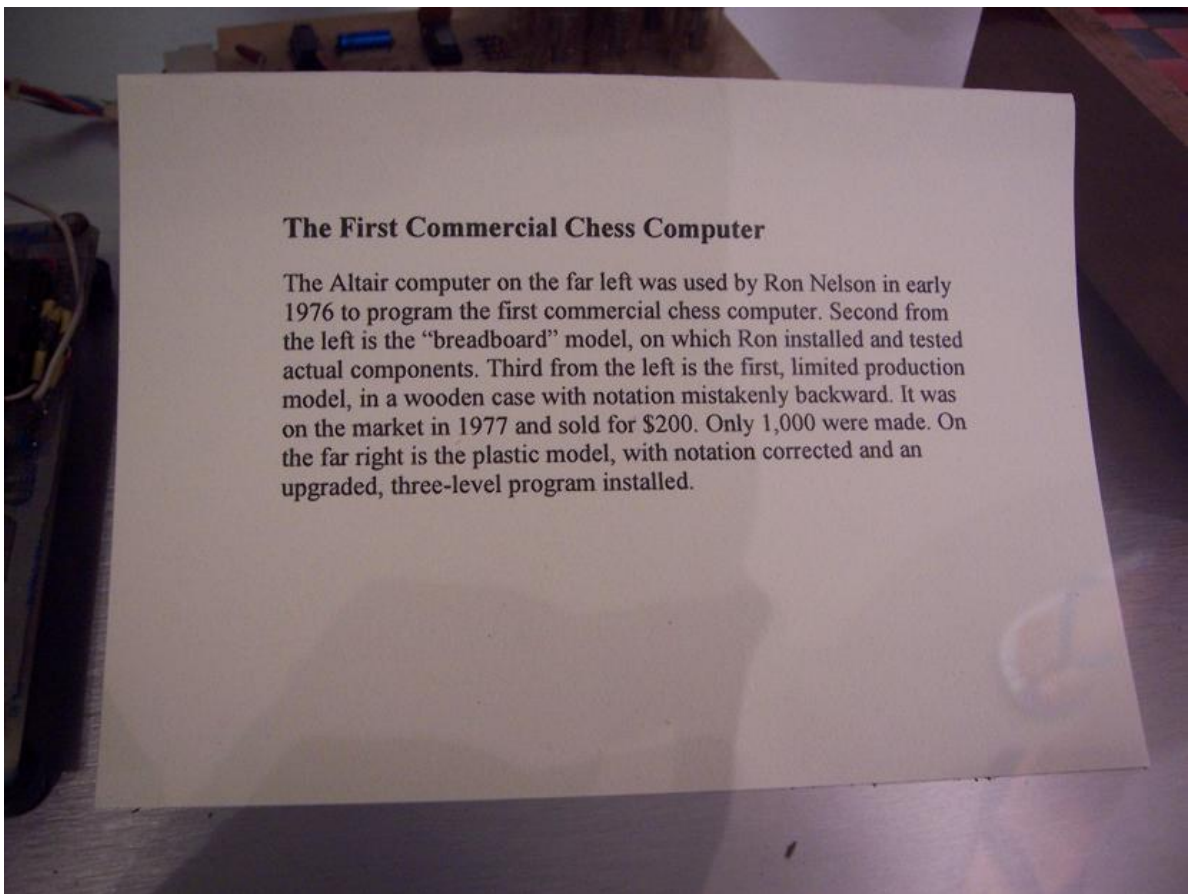 The First Commercial Chess Computer
The Altair computer on the far left was used by Ron Nelson in early
1976 to program the first commercial chess computer. Second from
the left is the “breadboard” model, on which Ron installed and tested
actual components. Third from the left is the first, limited production
model, in a wooden case with notation mistakenly backward. It was
on the market in 1977 and sold for $200. Only 1,000 were made. On
the far right is the plastic model, with notation corrected and an
upgraded, three-level program installed.